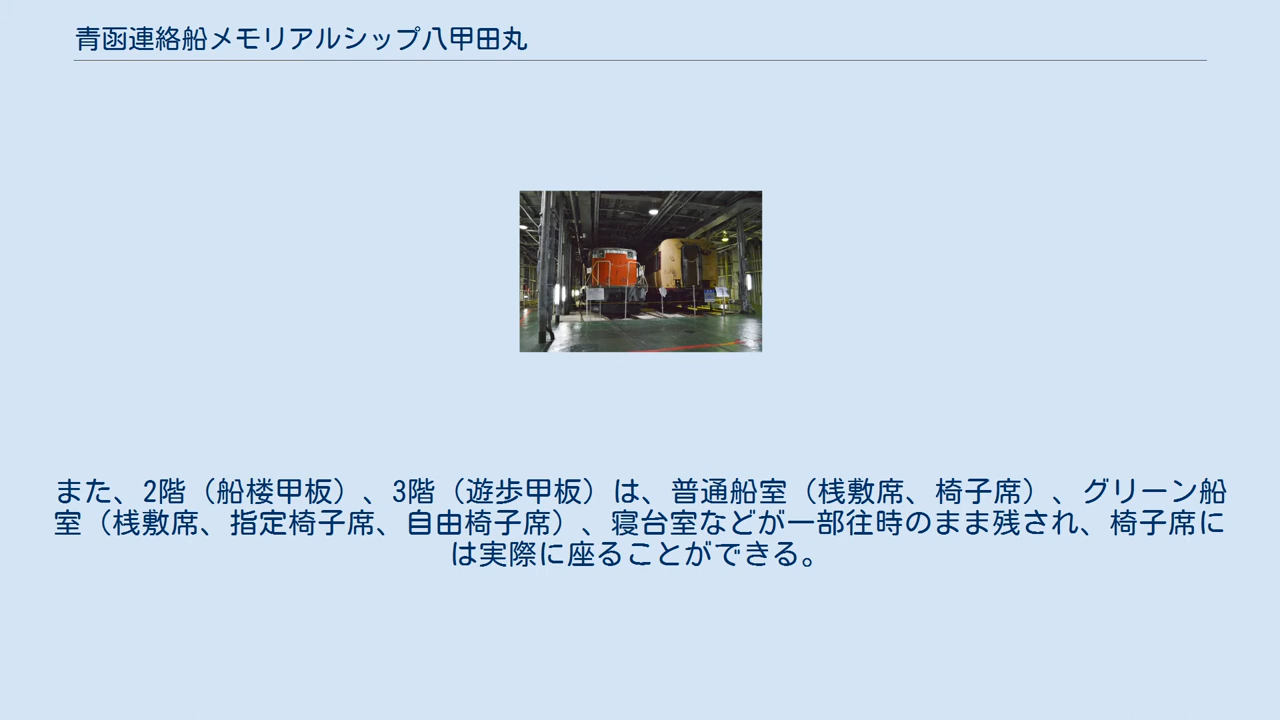 青函連絡船メモリアルシップ八甲田丸
また、2階（船楼甲板）、3階（遊歩甲板）は、普通船室（桟敷席、椅子席）、グリーン船
室（桟敷席、指定椅子席、自由椅子席）、寝台室などが一部往時のまま残され、椅子席に
は実際に座ることができる。